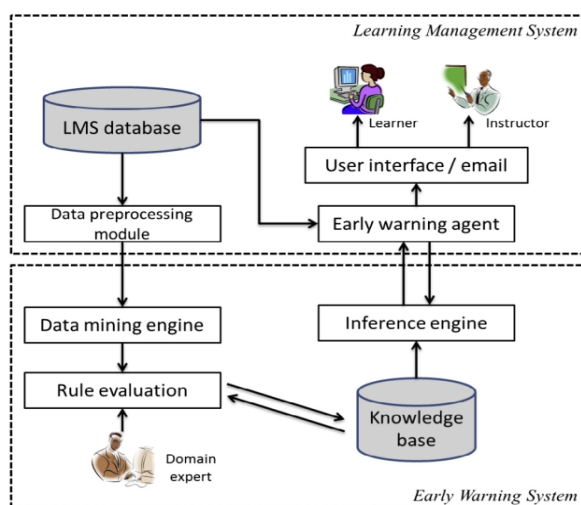 Learning Management System
LMS database
Learner
Instructor
User interface / email
Data preprocessing
module
Early warning agent
Data mining engine
Inference engine
Rule evaluation
Knowledge
base
Domain
expert
Early Warning System